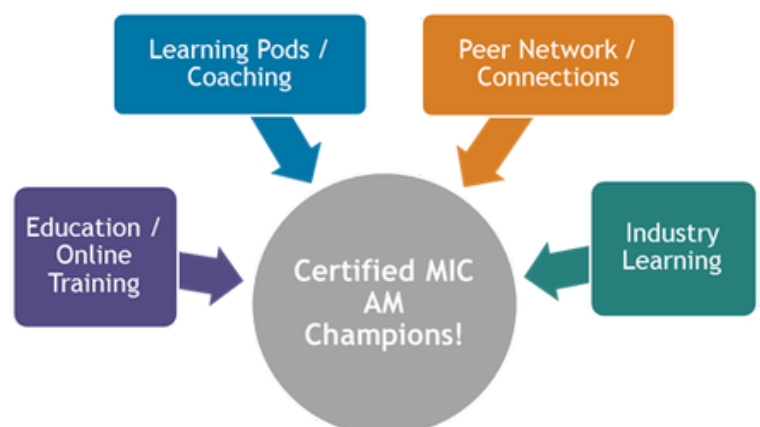 Learning Pods /
Coaching
Peer Network /
Connections
Education /
Online
Training
Certified MIC
AM
Champions!
Industry
Learning